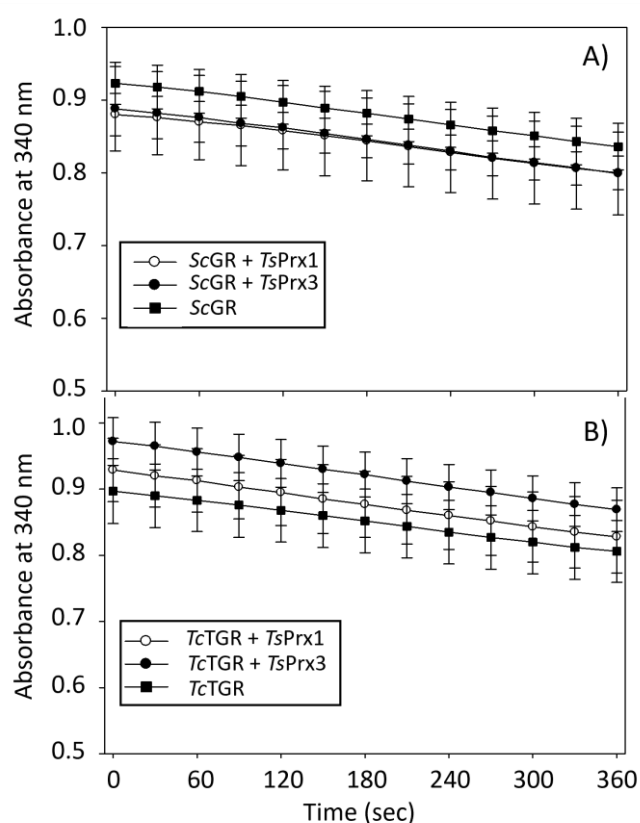 A)
1.0
0.9
0.8
0.7
0.6
0.5
Absorbance at 340 nm
ScGR + TsPrx1
ScGR + TsPrx3
ScGR
B)
1.0
0.9
0.8
0.7
0.6
0.5
Absorbance at 340 nm
TcTGR + TsPrx1
TcTGR + TsPrx3
TcTGR
0 60 120 180 240 300 360
Time (sec)